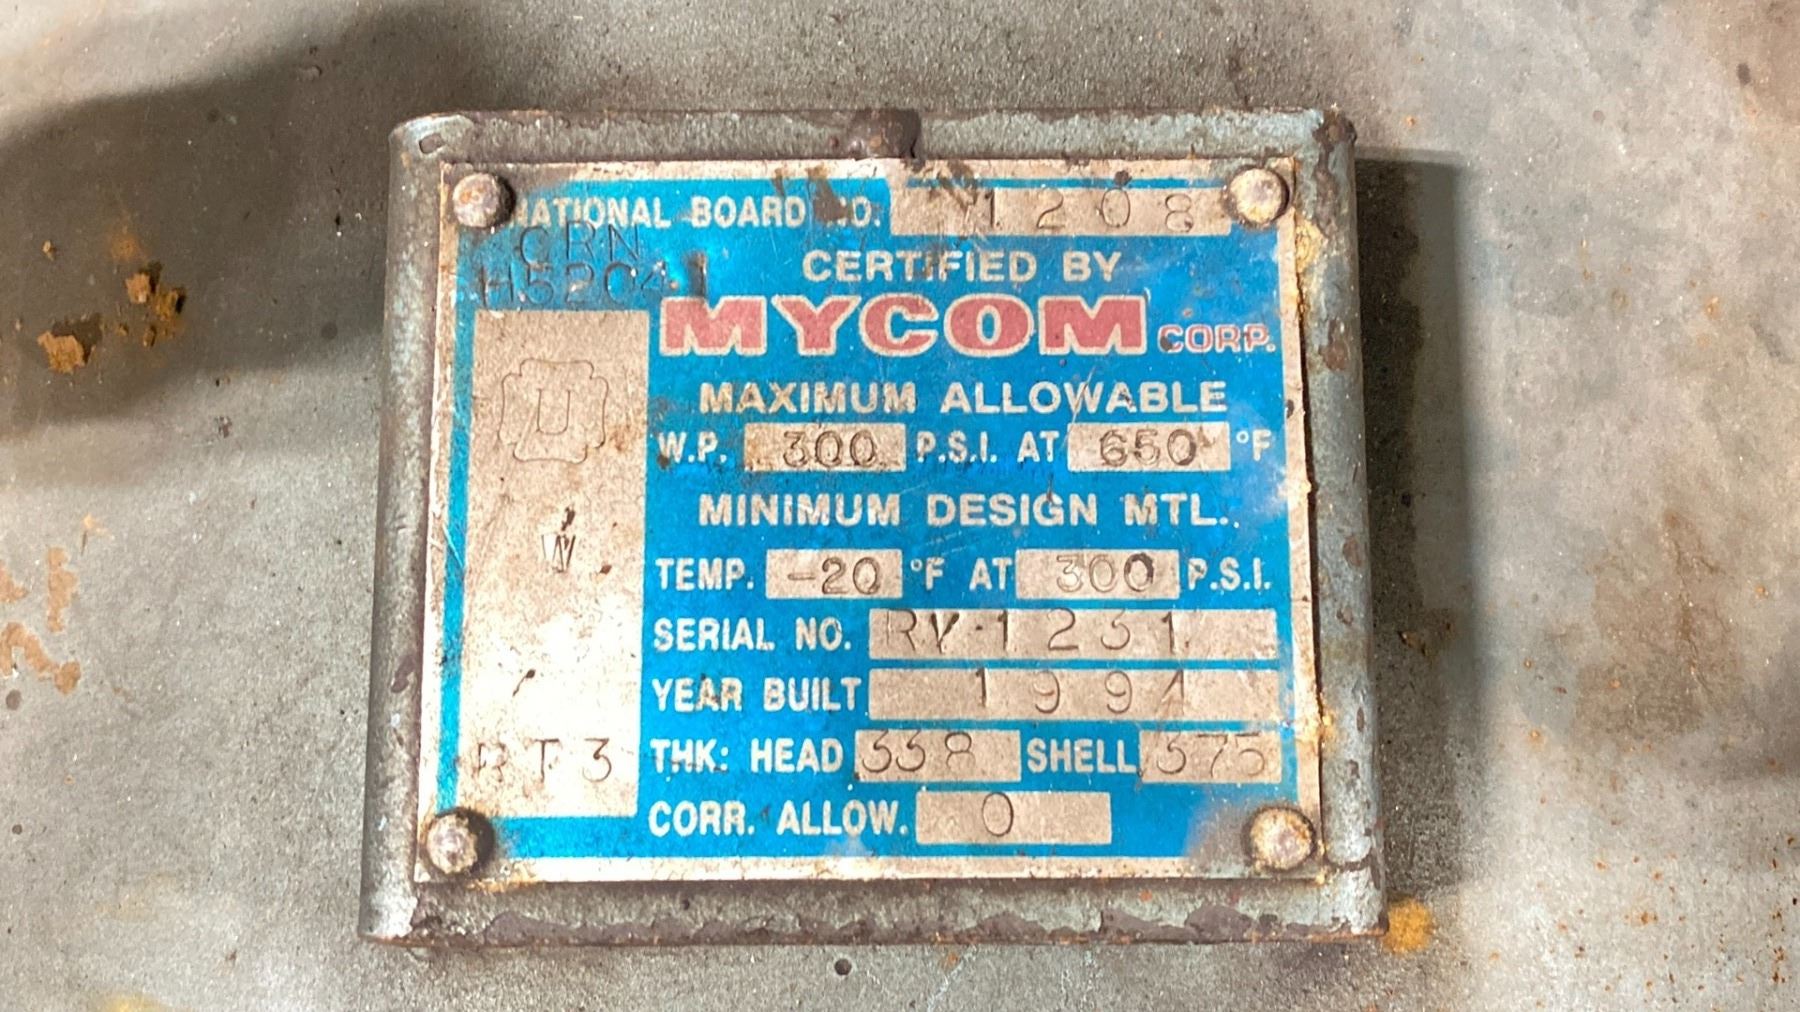 NATIONAL BOARD NO. 1208
CRN
H5204.1
CERTIFIED BY
MYCOM CORP.
U
MAXIMUM ALLOWABLE
W.P. 300 P.S.I. AT 650 °F
MINIMUM DESIGN MTL.
W
TEMP. -20 °F AT 300 P.S.I.
SERIAL NO. RV-1231
YEAR BUILT 1991
RT3
THK: HEAD .338 SHELL .375
CORR. ALLOW. 0